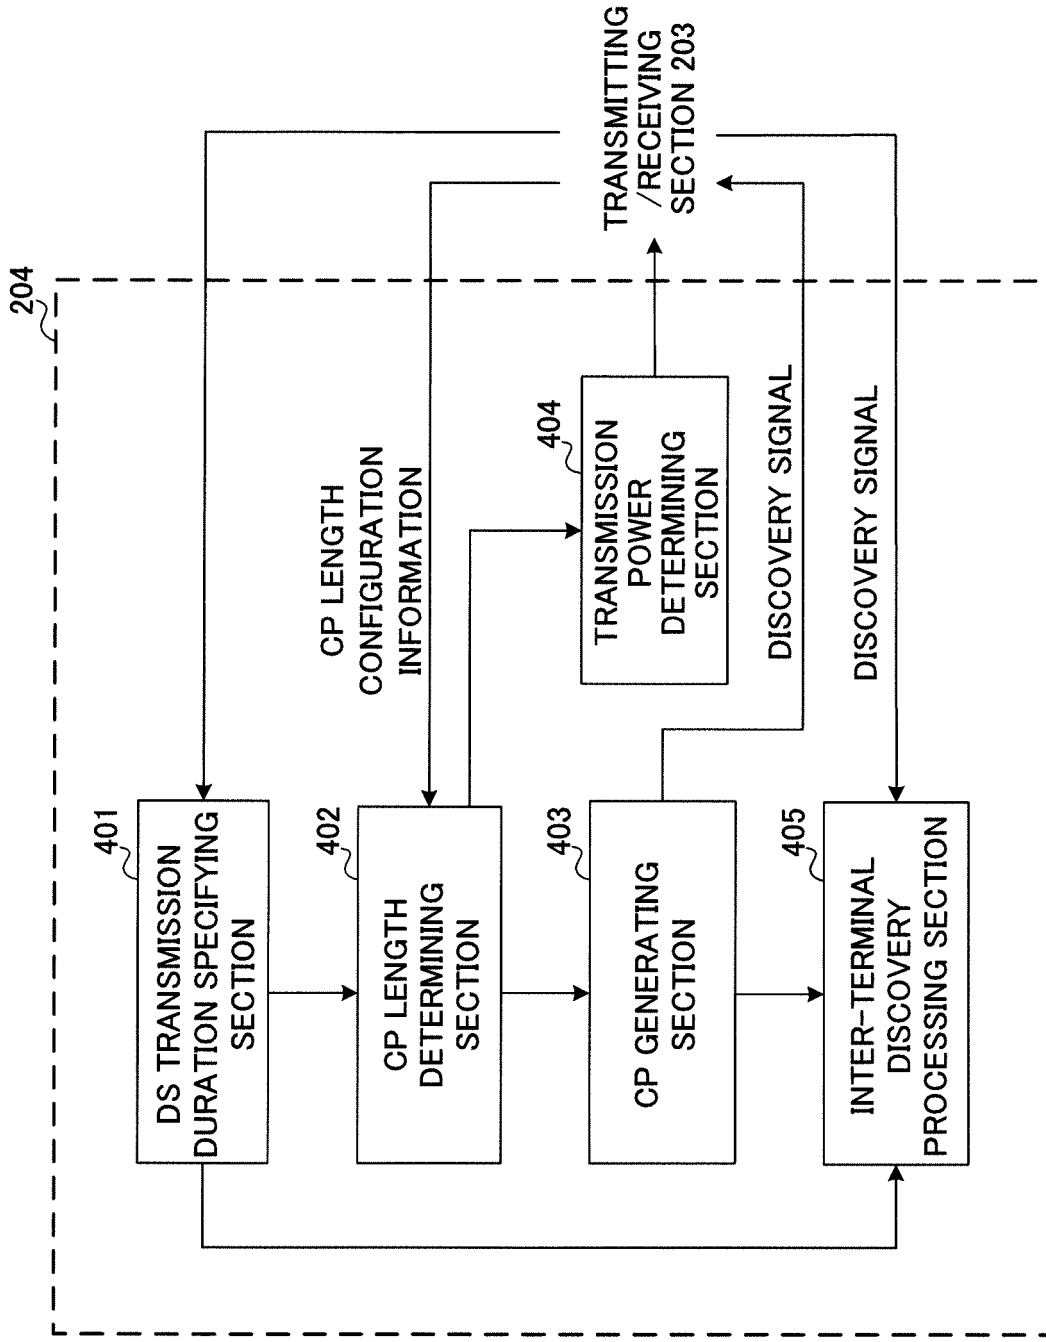 204
401
DS TRANSMISSION
DURATION SPECIFYING
SECTION
402
CP LENGTH
DETERMINING
SECTION
403
CP GENERATING
SECTION
405
INTER-TERMINAL
DISCOVERY
PROCESSING SECTION
CP LENGTH
CONFIGURATION
INFORMATION
404
TRANSMISSION
POWER
DETERMINING
SECTION
DISCOVERY SIGNAL
DISCOVERY SIGNAL
TRANSMITTING
/RECEIVING
SECTION 203